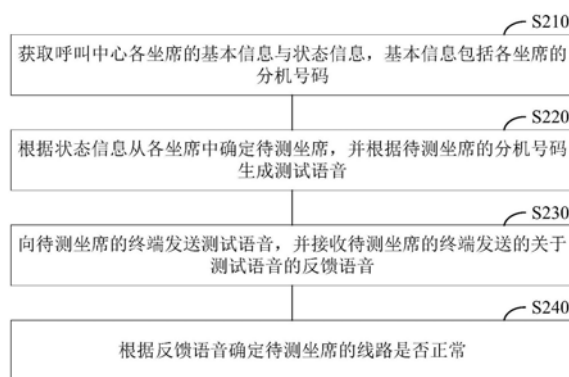 S210
获取呼叫中心各坐席的基本信息与状态信息，基本信息包括各坐席的
分机号码
S220
根据状态信息从各坐席中确定待测坐席，并根据待测坐席的分机号码
生成测试语音
S230
向待测坐席的终端发送测试语音，并接收待测坐席的终端发送的关于
测试语音的反馈语音
S240
根据反馈语音确定待测坐席的线路是否正常